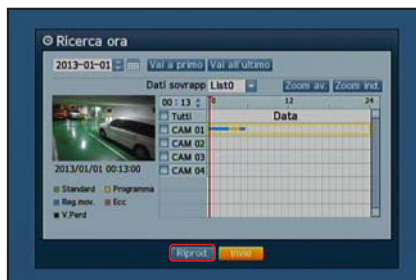 Ricerca ora
2013-01-01 Vai a primo Vai all'ultimo
Dati sovrapp List0 Zoom av. Zoom ind.
00 : 13 0 12 24
Tutti Data
CAM 01
CAM 02
CAM 03
CAM 04
2013/01/01 00:13:00
Standard Programma
Reg.mov. Ecc
V.Perd
Riprod. Invio